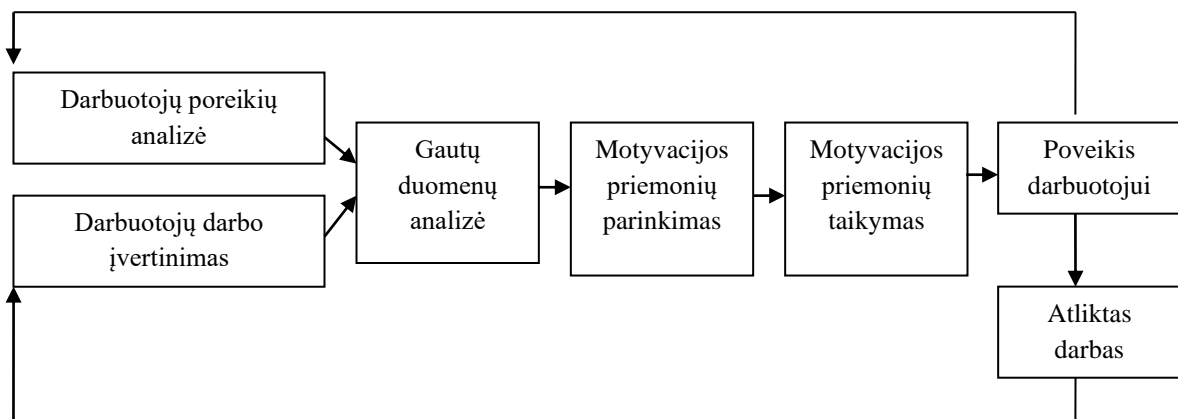 Darbuotojų poreikių
analizė
Darbuotojų darbo
įvertinimas
Gautų
duomenų
analizė
Motyvacijos
priemonių
parinkimas
Motyvacijos
priemonių
taikymas
Poveikis
darbuotojui
Atliktas
darbas